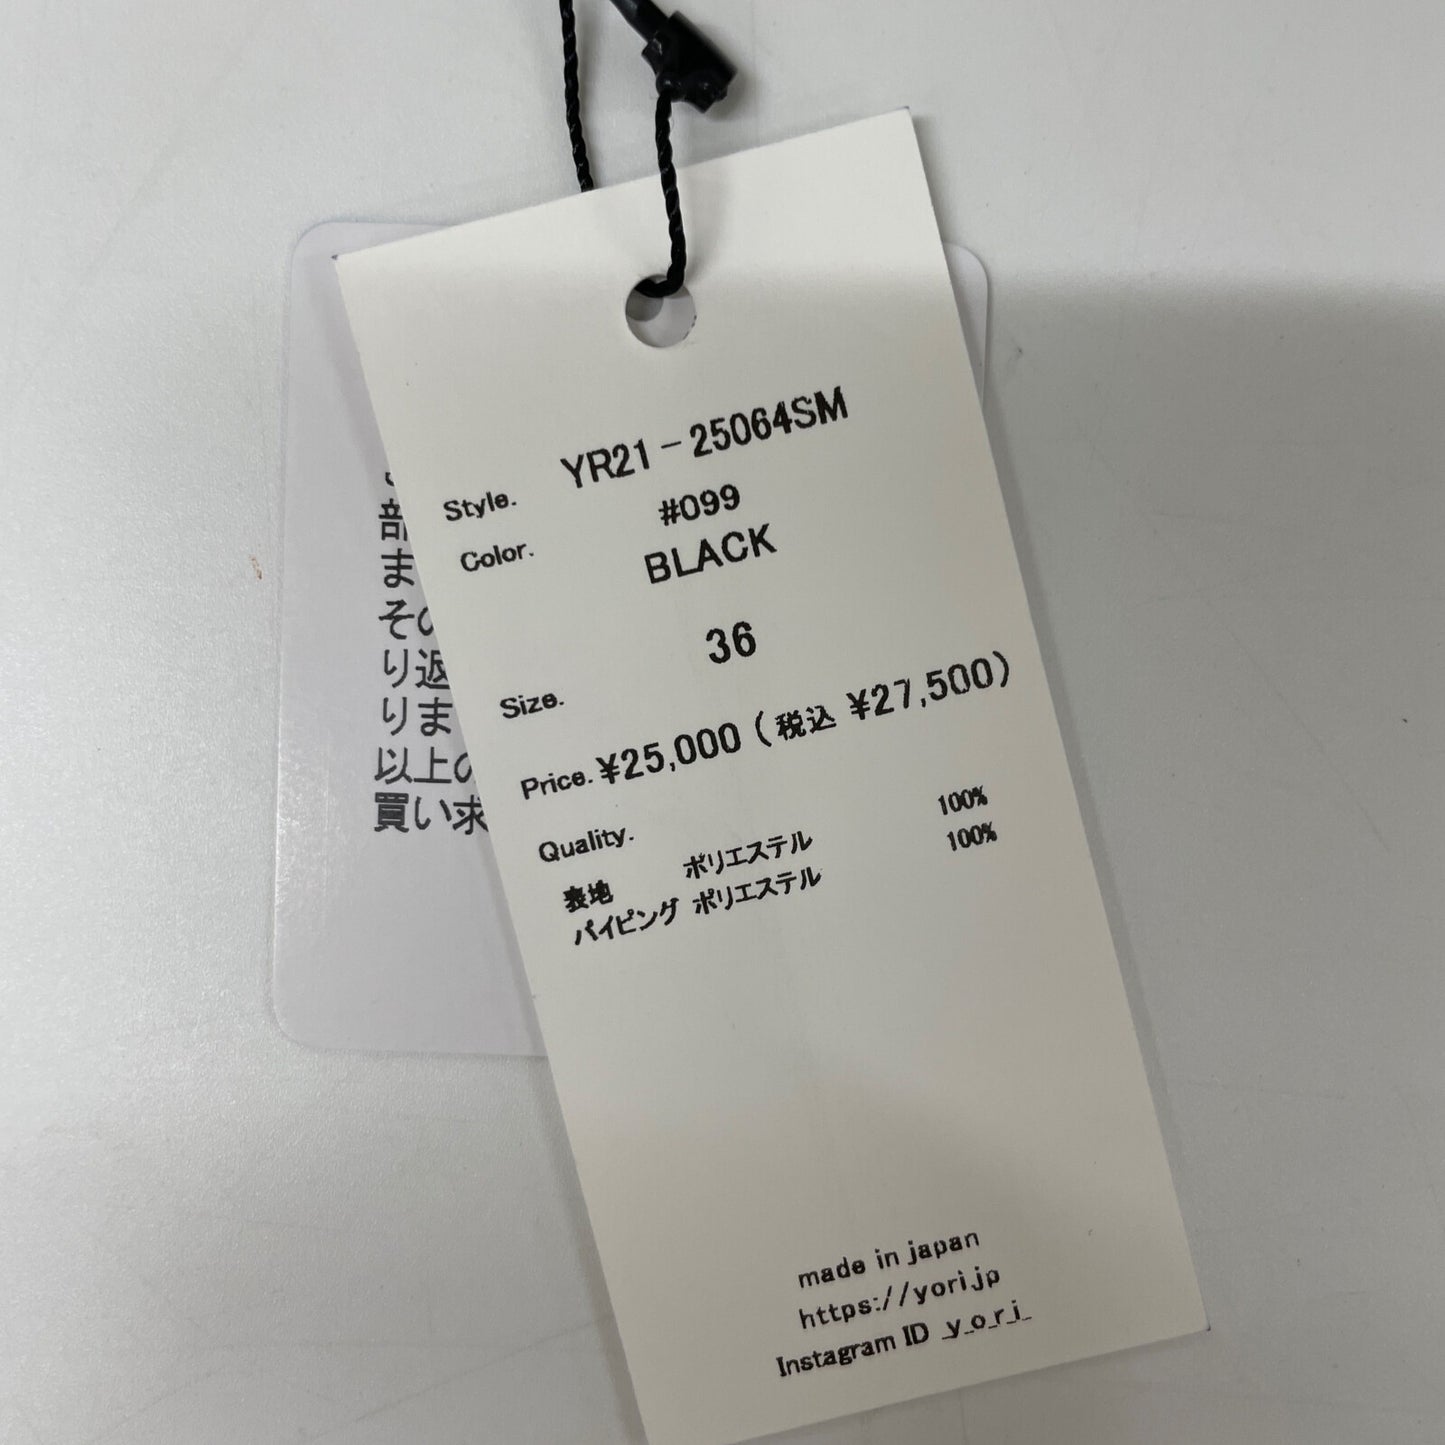 Style. YR21-25064SM
#099
Color. BLACK
Size. 36
Price. ¥25,000 (税込 ¥27,500)
Quality.
表地 ポリエステル 100%
パイピング ポリエステル 100%
made in japan
https://yori.jp
Instagram ID _y_o_r_i_
部
ま
その
り返
りま
以上の
買い求